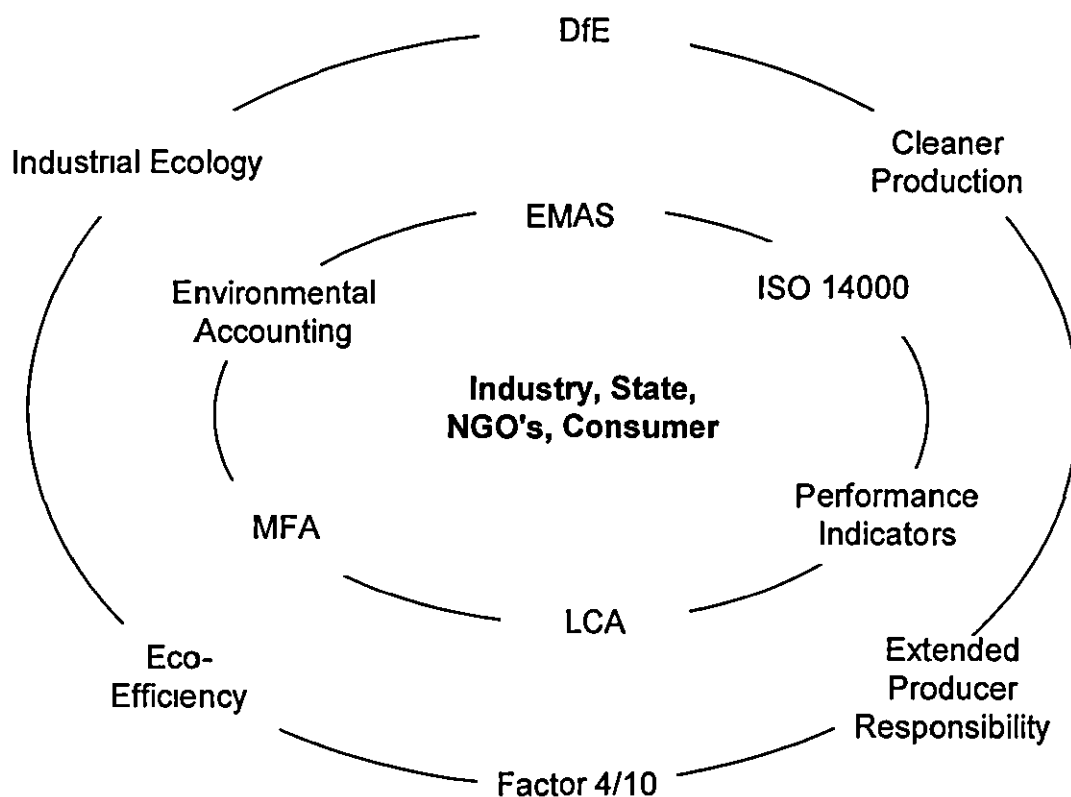 DfE
Industrial Ecology
Cleaner
Production
EMAS
Environmental
Accounting
ISO 14000
Industry, State,
NGO's, Consumer
MFA
Performance
Indicators
LCA
Eco-
Efficiency
Extended
Producer
Responsibility
Factor 4/10